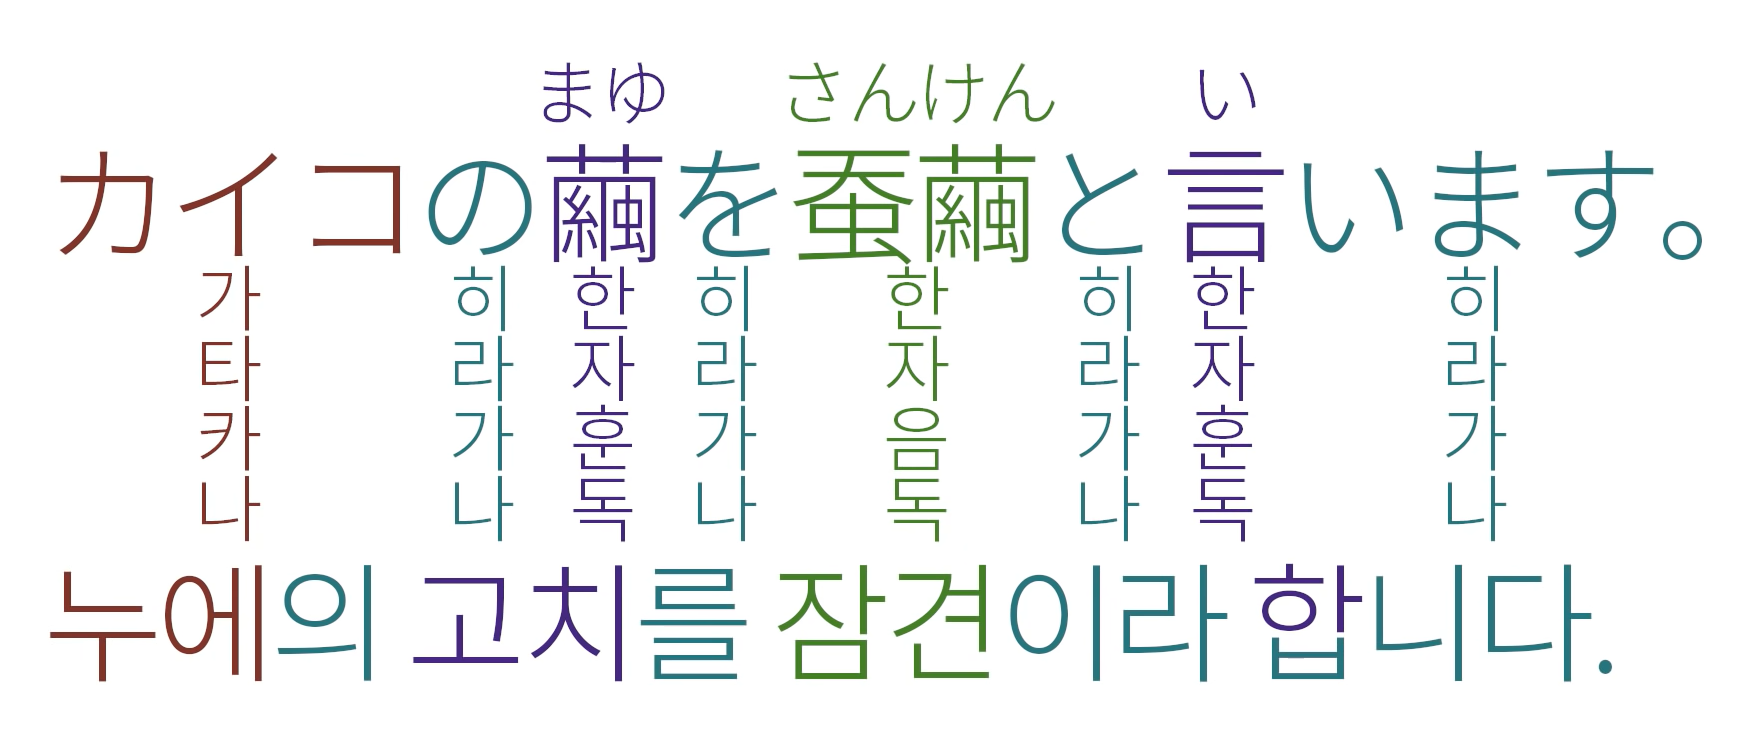 まゆ さんけん い
カイコの繭を蚕繭と言います。
가타카나 히라가나 한자훈독 히라가나 한자음독 히라가나 한자훈독 히라가나
누에의 고치를 잠견이라 합니다.